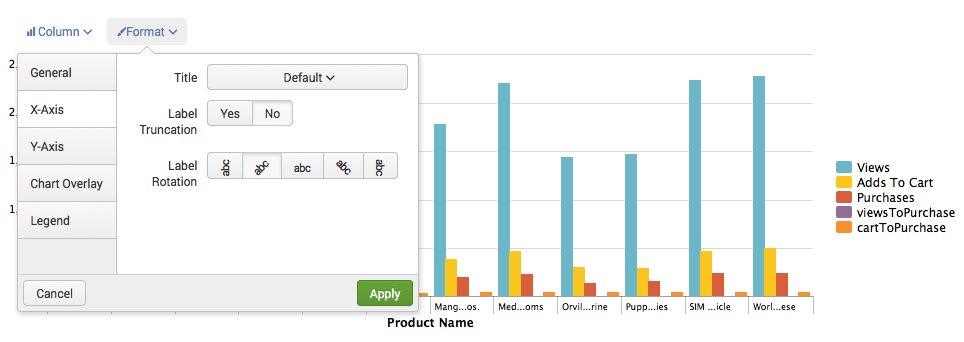 Column
Format
General
X-Axis
Y-Axis
Chart Overlay
Legend
Title
Default
Label
Truncation
Yes
No
Label
Rotation
abc
abc
abc
abc
abc
Cancel
Apply
2,
2,
1,
1,
Mang...os.
Med...oms
Orvil...rine
Pupp...ies
SIM ...icle
Worl...ese
Product Name
Views
Adds To Cart
Purchases
viewsToPurchase
cartToPurchase